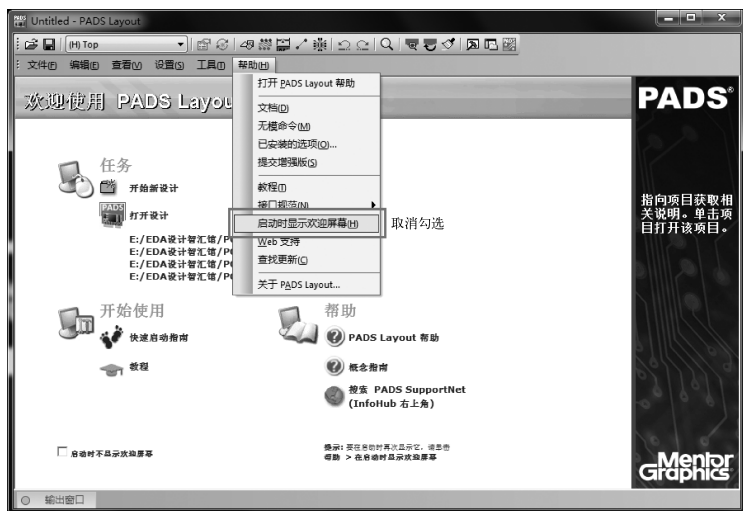 Untitled - PADS Layout
(H) Top
文件(F) 编辑(E) 查看(V) 设置(S) 工具(T) 帮助(H)
打开 PADS Layout 帮助
文档(D)
无模命令(M)
已安装的选项(O)...
提交增强版(S)
教程(T)
接口规范(N)
启动时显示欢迎屏幕(H)
取消勾选
Web 支持
查找更新(C)
关于 PADS Layout...
欢迎使用 PADS Layou
PADS®
指向项目获取相
关说明。单击项
目打开该项目。
任务
开始新设计
PADS
打开设计
E:/EDA设计智汇馆/P
E:/EDA设计智汇馆/P
E:/EDA设计智汇馆/P
E:/EDA设计智汇馆/P
开始使用
快速启动指南
教程
帮助
PADS Layout 帮助
概念指南
搜索 PADS SupportNet
(InfoHub 右上角)
启动时不显示欢迎屏幕
提示: 要在启动时再次显示它，请单击
帮助 > 在启动时显示欢迎屏幕
Mentor
Graphics
输出窗口